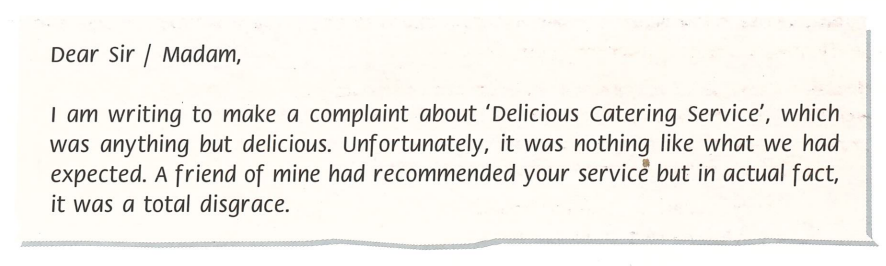 Dear Sir / Madam,
I am writing to make a complaint about ‘Delicious Catering Service’, which
was anything but delicious. Unfortunately, it was nothing like what we had
expected. A friend of mine had recommended your service but in actual fact,
it was a total disgrace.